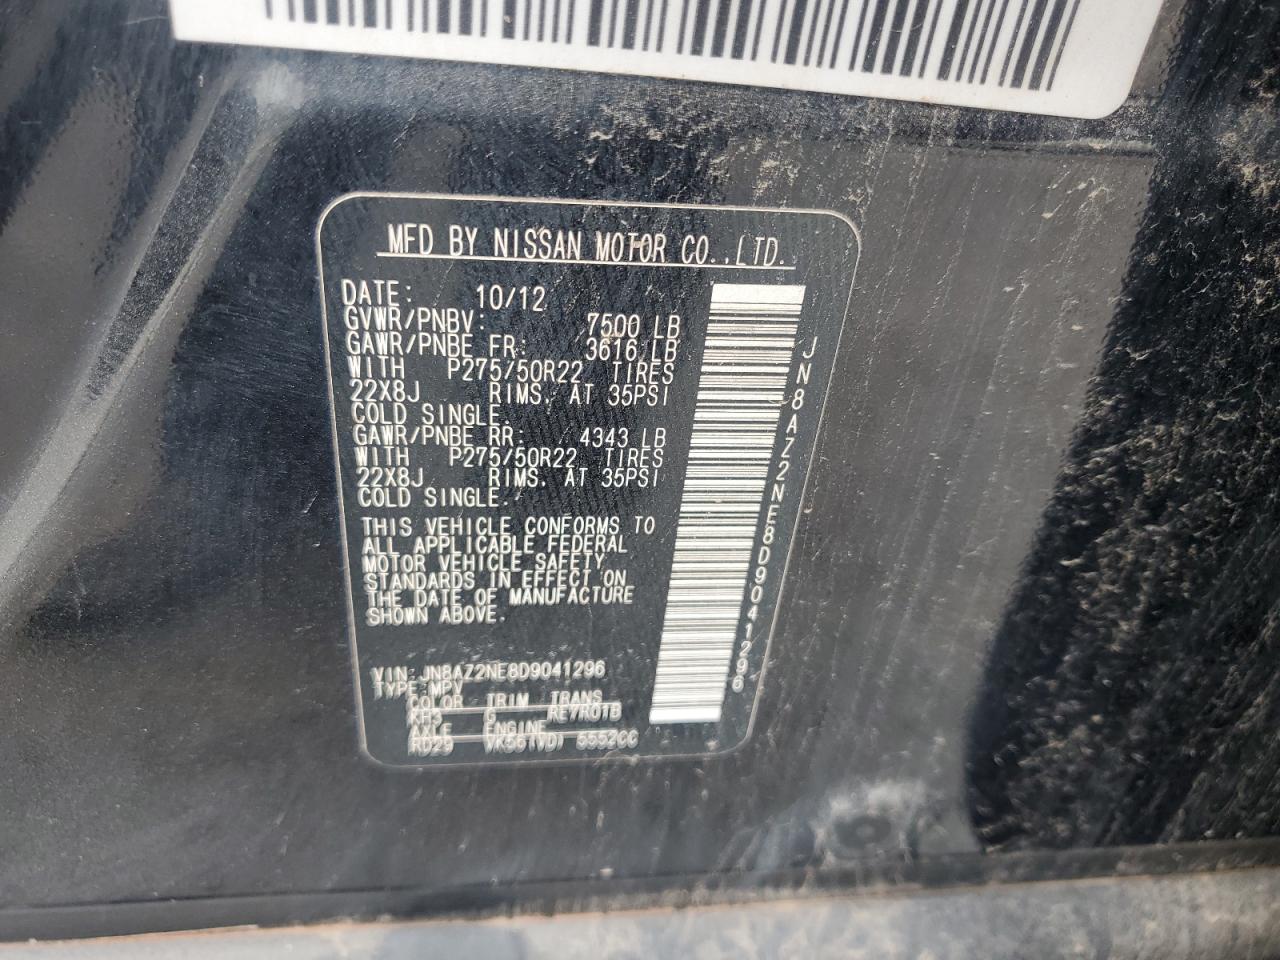 MFD BY NISSAN MOTOR CO.,LTD.
DATE: 10/12
GVWR/PNBV: 7500 LB
GAWR/PNBE FR: 3616 LB
WITH P275/50R22 TIRES
22X8J RIMS. AT 35PSI
COLD SINGLE.
GAWR/PNBE RR: 4343 LB
WITH P275/50R22 TIRES
22X8J RIMS. AT 35PSI
COLD SINGLE.
THIS VEHICLE CONFORMS TO
ALL APPLICABLE FEDERAL
MOTOR VEHICLE SAFETY
STANDARDS IN EFFECT ON
THE DATE OF MANUFACTURE
SHOWN ABOVE.
VIN: JN8AZ2NE8D9041296
TYPE:MPV
COLOR TRIM TRANS
KH3 G RE7R01B
AXLE ENGINE
RD29 VK56(VD) 5552CC
JN8AZ2NE8D9041296